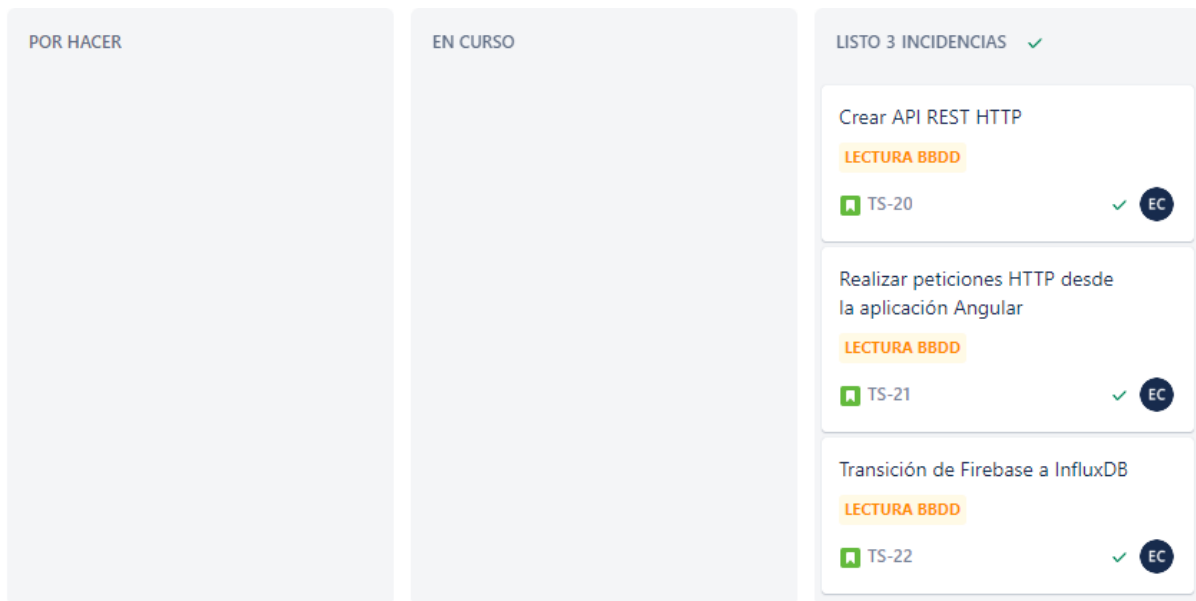 POR HACER
EN CURSO
LISTO 3 INCIDENCIAS
Crear API REST HTTP
LECTURA BBDD
TS-20
EC
Realizar peticiones HTTP desde
la aplicación Angular
LECTURA BBDD
TS-21
EC
Transición de Firebase a InfluxDB
LECTURA BBDD
TS-22
EC